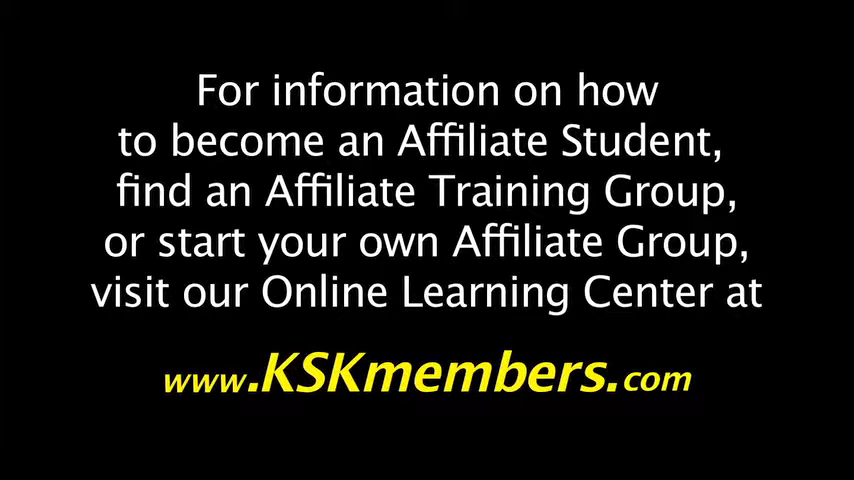 For information on how
to become an Affiliate Student,
find an Affiliate Training Group,
or start your own Affiliate Group,
visit our Online Learning Center at
www.KSKmembers.com